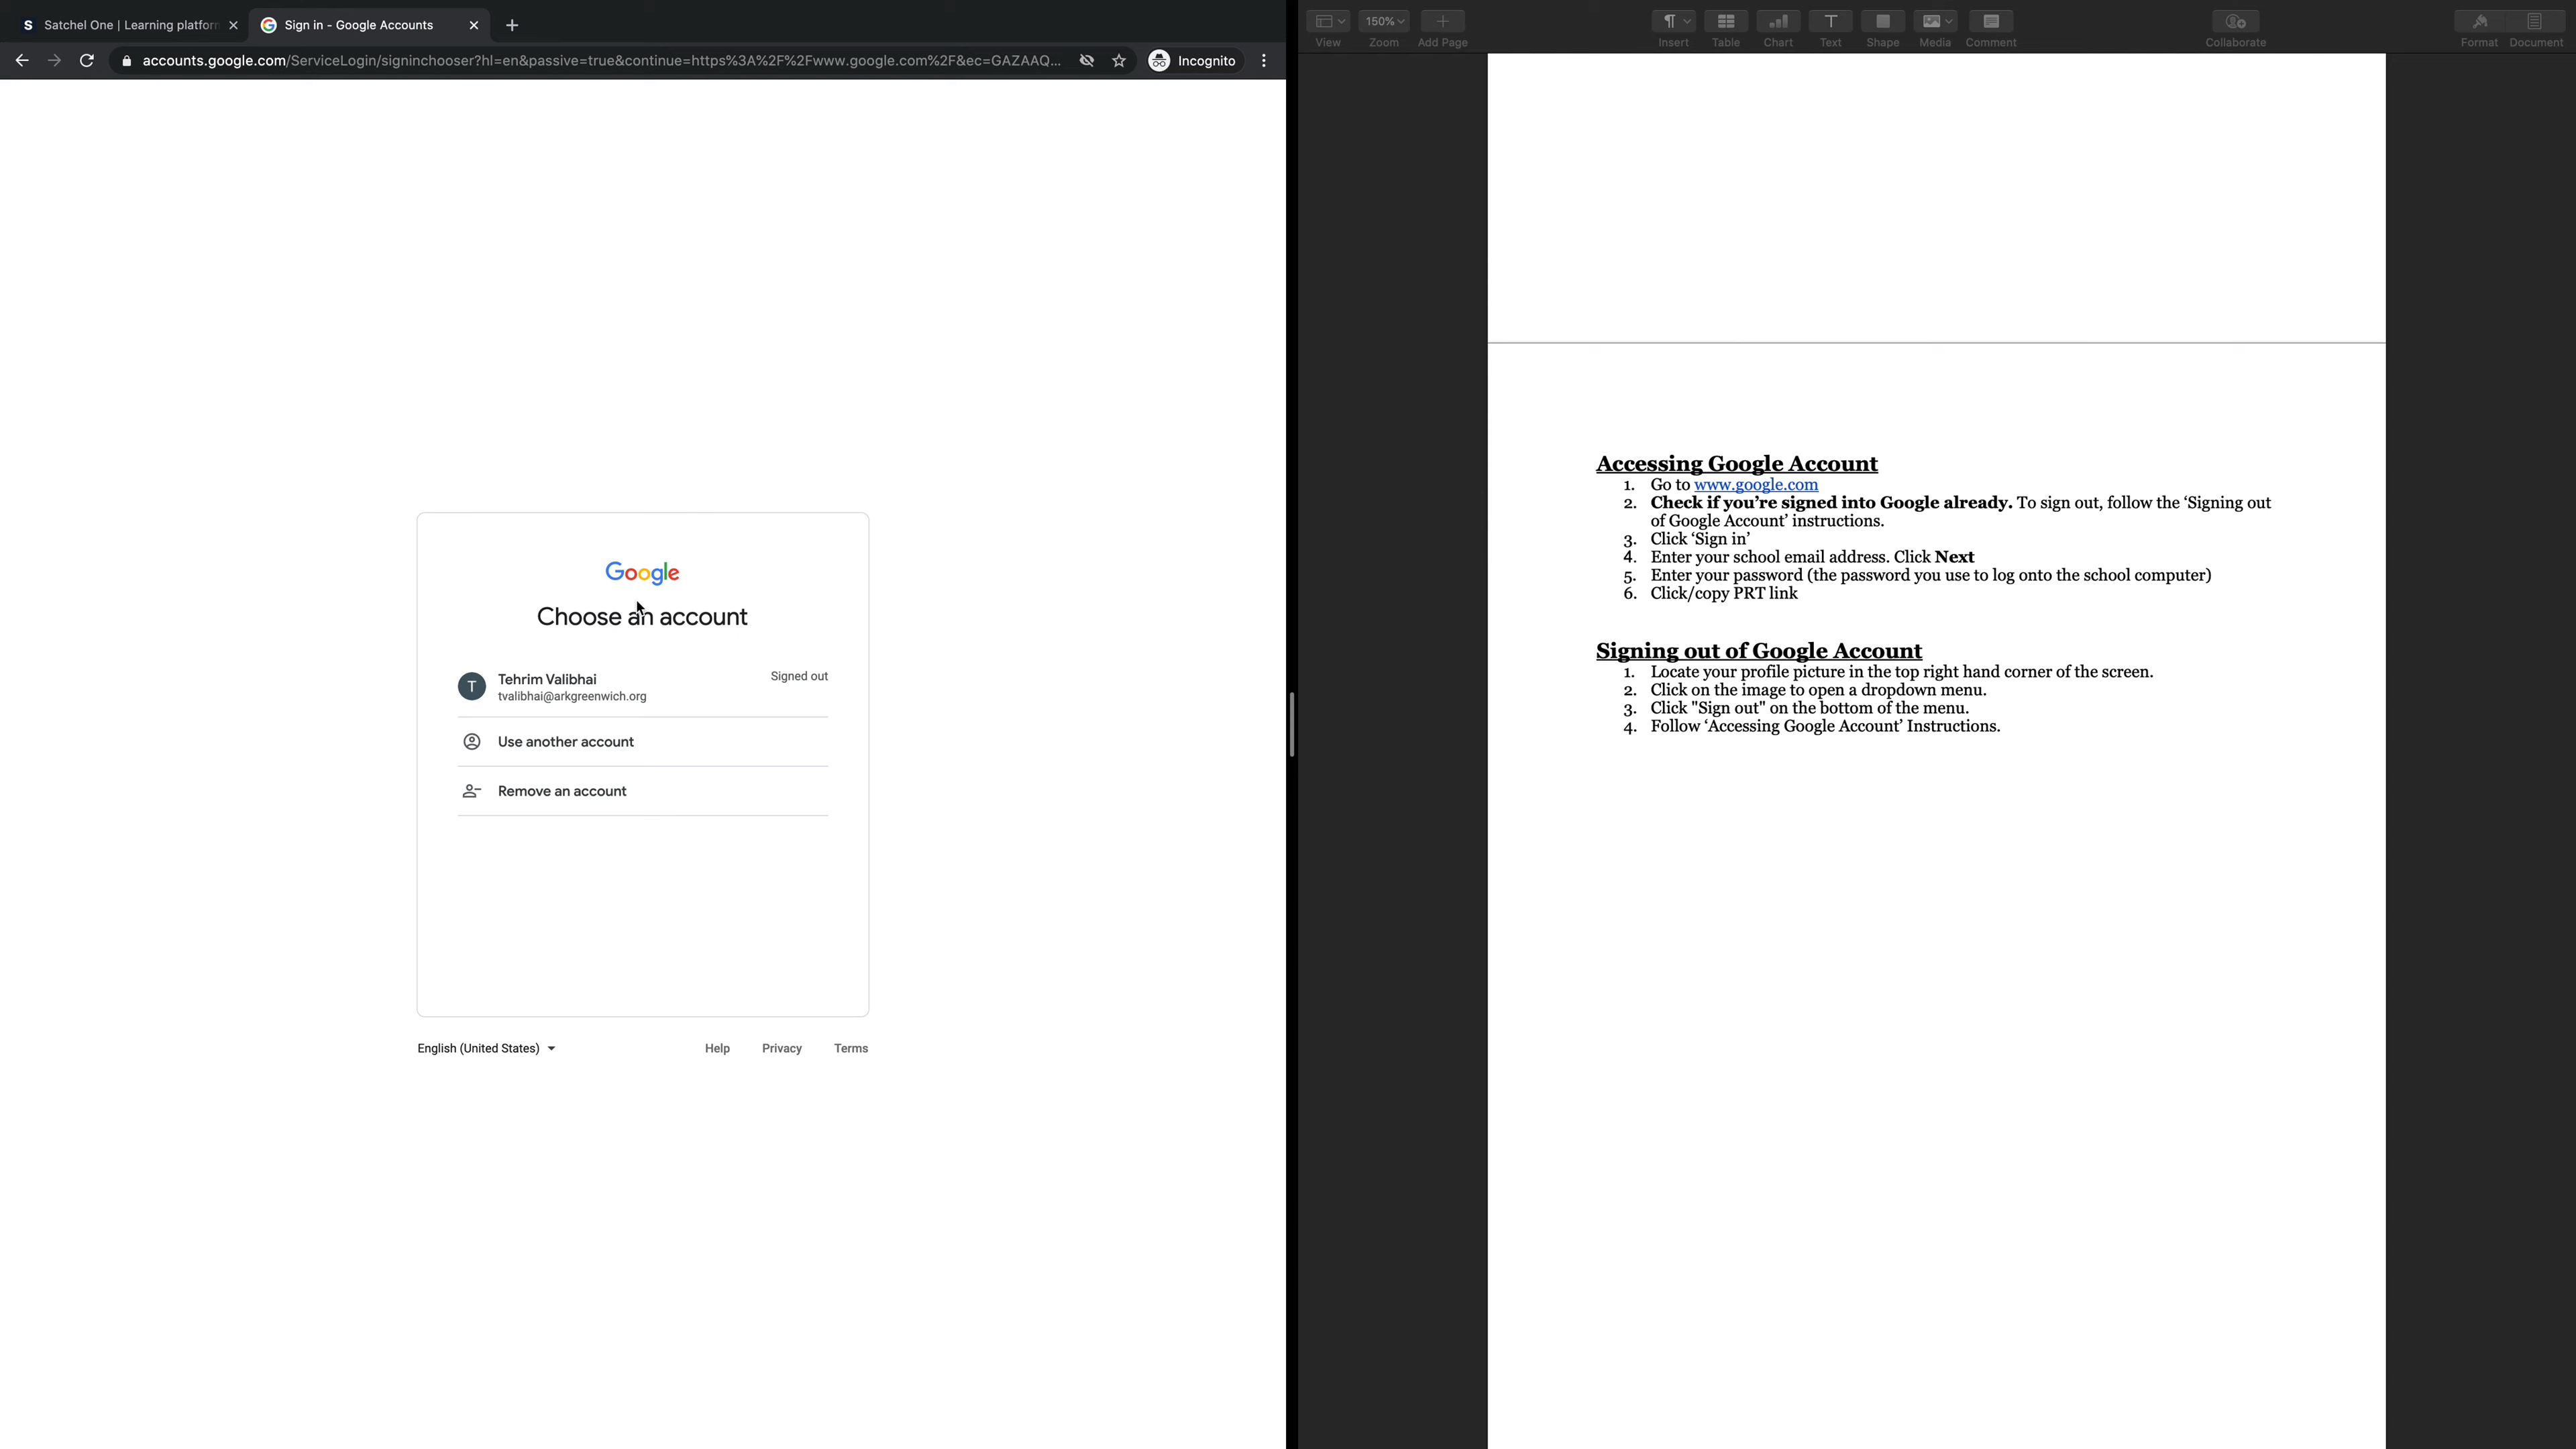 S Satchel One | Learning platform
Sign in - Google Accounts
accounts.google.com/ServiceLogin/signinchooser?hl=en&passive=true&continue=https%3A%2F%2Fwww.google.com%2F&ec=GAZAAQ...
Incognito
Google
Choose an account
T
Tehrim Valibhai
Signed out
tvalibhai@arkgreenwich.org
Use another account
Remove an account
English (United States)
Help
Privacy
Terms
150%
View
Zoom
Add Page
Insert
Table
Chart
Text
Shape
Media
Comment
Collaborate
Format
Document
Accessing Google Account
1. Go to www.google.com
2. Check if you’re signed into Google already. To sign out, follow the ‘Signing out
of Google Account’ instructions.
3. Click ‘Sign in’
4. Enter your school email address. Click Next
5. Enter your password (the password you use to log onto the school computer)
6. Click/copy PRT link
Signing out of Google Account
1. Locate your profile picture in the top right hand corner of the screen.
2. Click on the image to open a dropdown menu.
3. Click "Sign out" on the bottom of the menu.
4. Follow ‘Accessing Google Account’ Instructions.